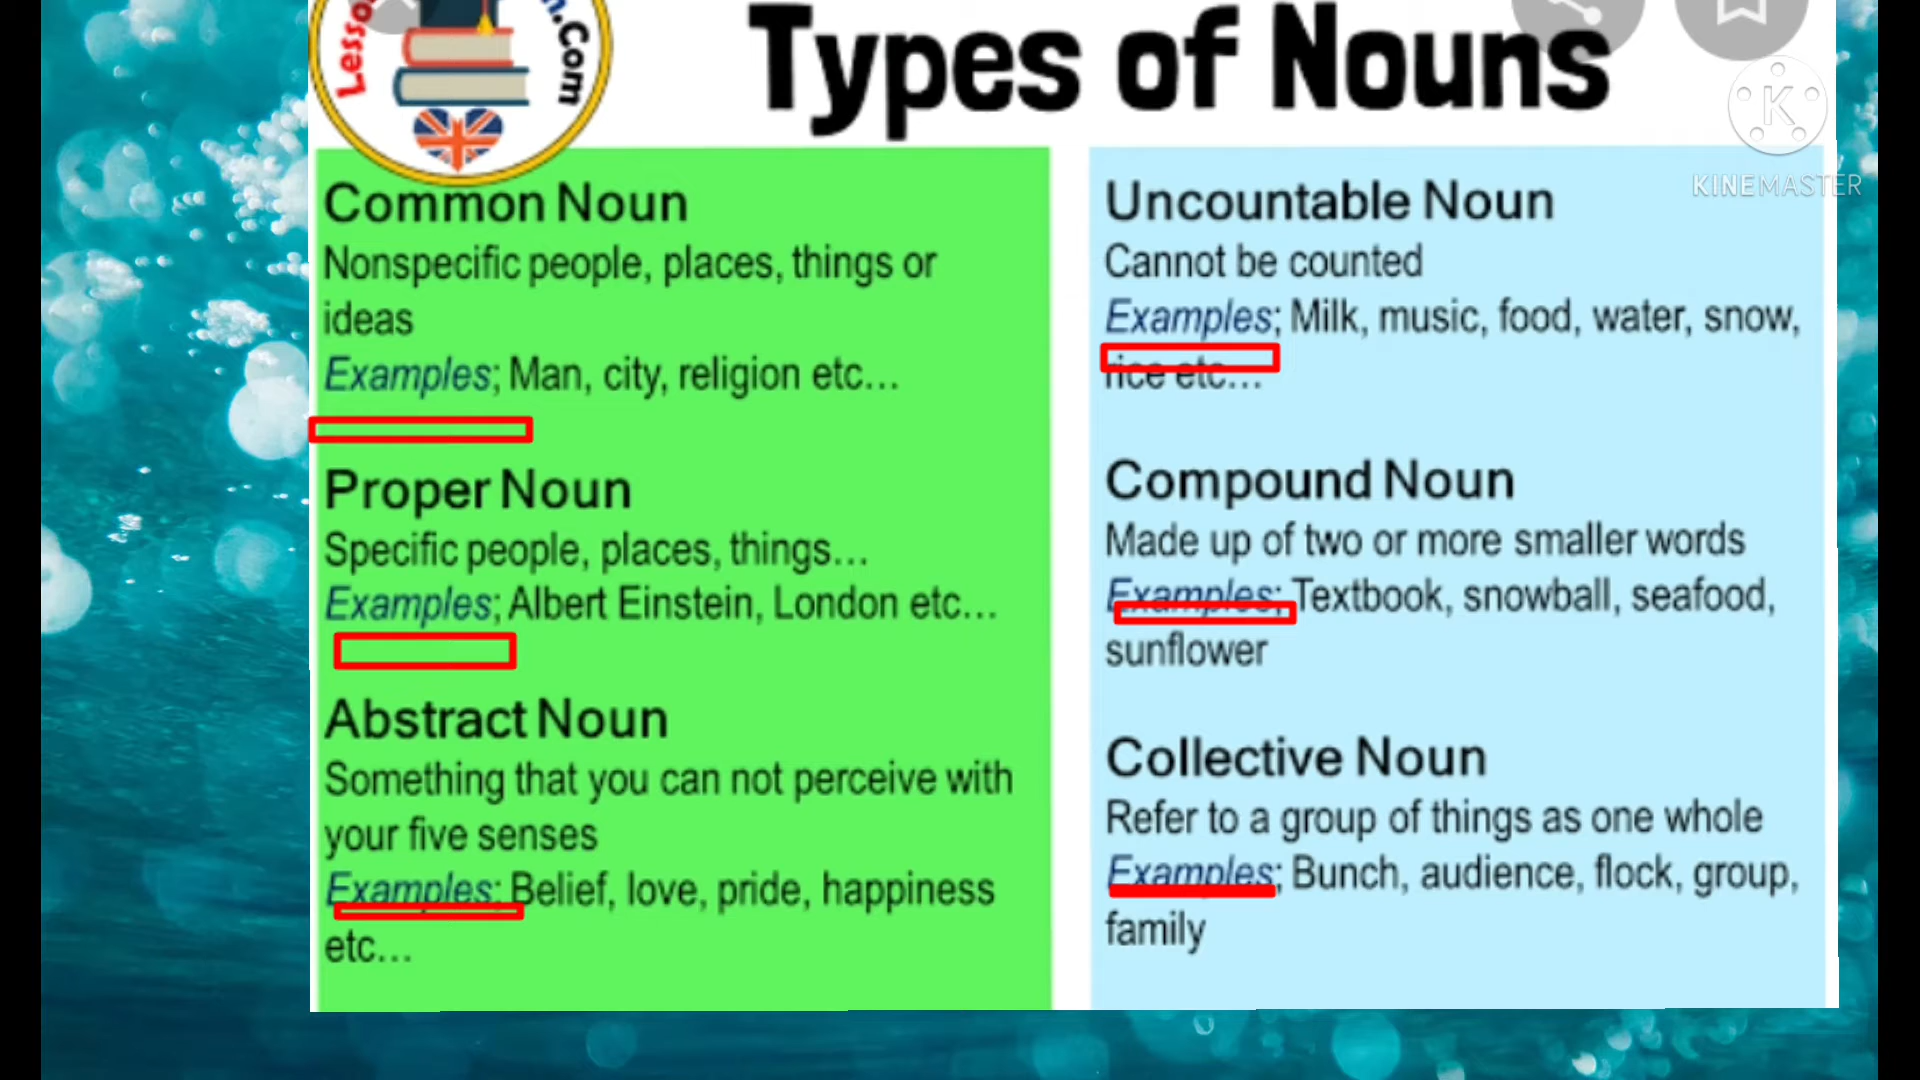 Types of Nouns
Common Noun
Nonspecific people, places, things or
ideas
Examples; Man, city, religion etc...
Proper Noun
Specific people, places, things...
Examples; Albert Einstein, London etc...
Abstract Noun
Something that you can not perceive with
your five senses
Examples; Belief, love, pride, happiness
etc...
Uncountable Noun
Cannot be counted
Examples; Milk, music, food, water, snow,
rice etc...
Compound Noun
Made up of two or more smaller words
Examples; Textbook, snowball, seafood,
sunflower
Collective Noun
Refer to a group of things as one whole
Examples; Bunch, audience, flock, group,
family
.Com
K
KINEMASTER